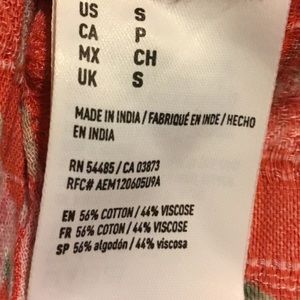 US S
CA P
MX CH
UK S
MADE IN INDIA / FABRIQUÉ EN INDE / HECHO
EN INDIA
RN 54485 / CA 03873
RFC# AEM120605U9A
EN 56% COTTON / 44% VISCOSE
FR 56% COTON / 44% VISCOSE
SP 56% algodón / 44% viscosa